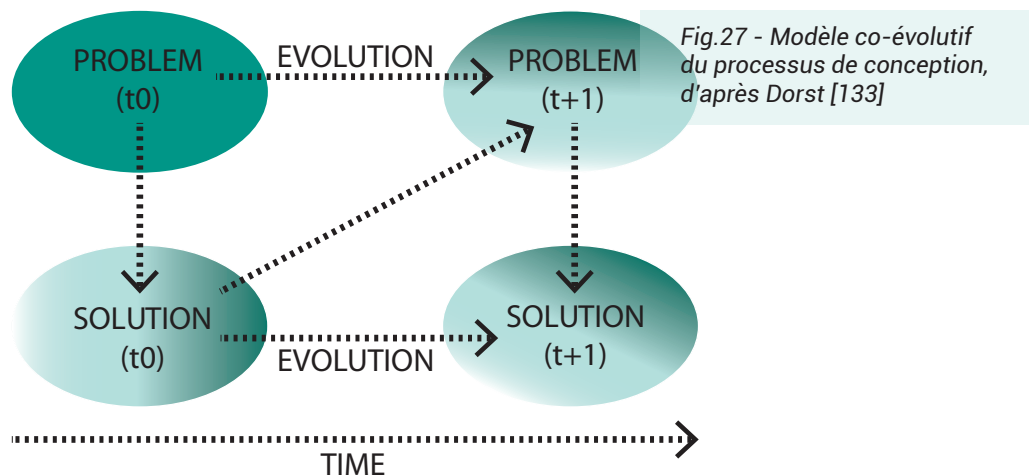 PROBLEM
(t0)
EVOLUTION
PROBLEM
(t+1)
Fig.27 - Modèle co-évolutif
du processus de conception,
d'après Dorst [133]
SOLUTION
(t0)
EVOLUTION
SOLUTION
(t+1)
TIME